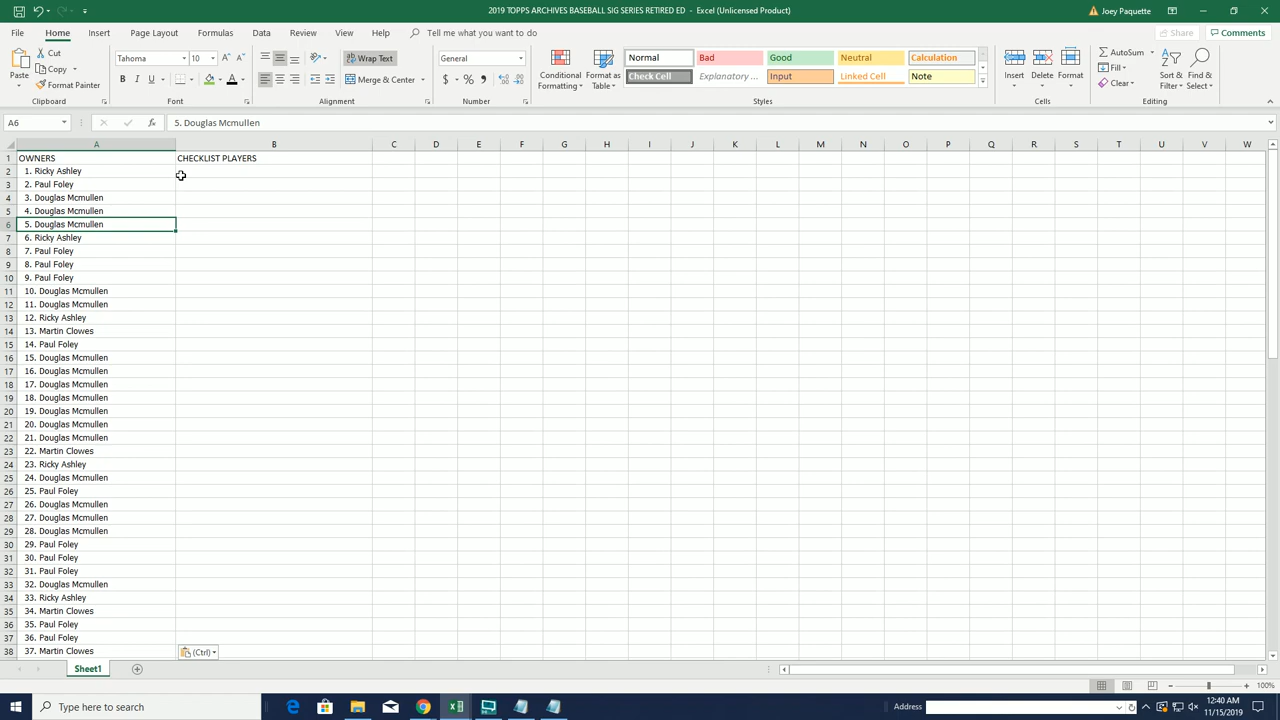 2019 TOPPS ARCHIVES BASEBALL SIG SERIES RETIRED ED - Excel (Unlicensed Product)
Joey Paquette
File Home Insert Page Layout Formulas Data Review View Help Tell me what you want to do
Share Comments
Paste Cut Copy Format Painter
Clipboard
Tahoma 10
B I U A
Font
Wrap Text
Merge & Center
Alignment
General
$ % ,
Number
Conditional Formatting Format as Table
Normal Bad Good Neutral Calculation
Check Cell Explanatory ... Input Linked Cell Note
Styles
Insert Delete Format
Cells
AutoSum Fill Clear
Sort & Filter Find & Select
Editing
A6 fx 5. Douglas Mcmullen
A B C D E F G H I J K L M N O P Q R S T U V W
1 OWNERS CHECKLIST PLAYERS
2 1. Ricky Ashley
3 2. Paul Foley
4 3. Douglas Mcmullen
5 4. Douglas Mcmullen
6 5. Douglas Mcmullen
7 6. Ricky Ashley
8 7. Paul Foley
9 8. Paul Foley
10 9. Paul Foley
11 10. Douglas Mcmullen
12 11. Douglas Mcmullen
13 12. Ricky Ashley
14 13. Martin Clowes
15 14. Paul Foley
16 15. Douglas Mcmullen
17 16. Douglas Mcmullen
18 17. Douglas Mcmullen
19 18. Douglas Mcmullen
20 19. Douglas Mcmullen
21 20. Douglas Mcmullen
22 21. Douglas Mcmullen
23 22. Martin Clowes
24 23. Ricky Ashley
25 24. Douglas Mcmullen
26 25. Paul Foley
27 26. Douglas Mcmullen
28 27. Douglas Mcmullen
29 28. Douglas Mcmullen
30 29. Paul Foley
31 30. Paul Foley
32 31. Paul Foley
33 32. Douglas Mcmullen
34 33. Ricky Ashley
35 34. Martin Clowes
36 35. Paul Foley
37 36. Paul Foley
38 37. Martin Clowes
(Ctrl)
Sheet1
100%
Type here to search
Address
12:40 AM
11/15/2019